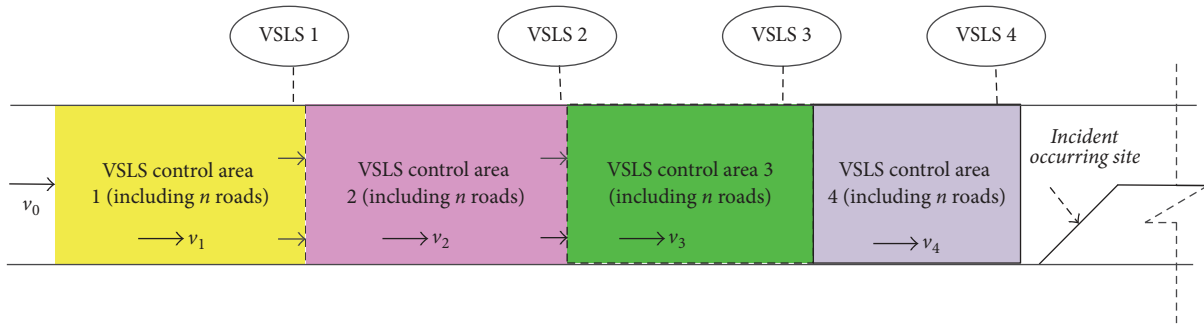 VSLS 1
VSLS 2
VSLS 3
VSLS 4
v0
VSLS control area
1 (including n roads)
v1
VSLS control area
2 (including n roads)
v2
VSLS control area 3
(including n roads)
v3
VSLS control area
4 (including n roads)
v4
Incident
occurring site